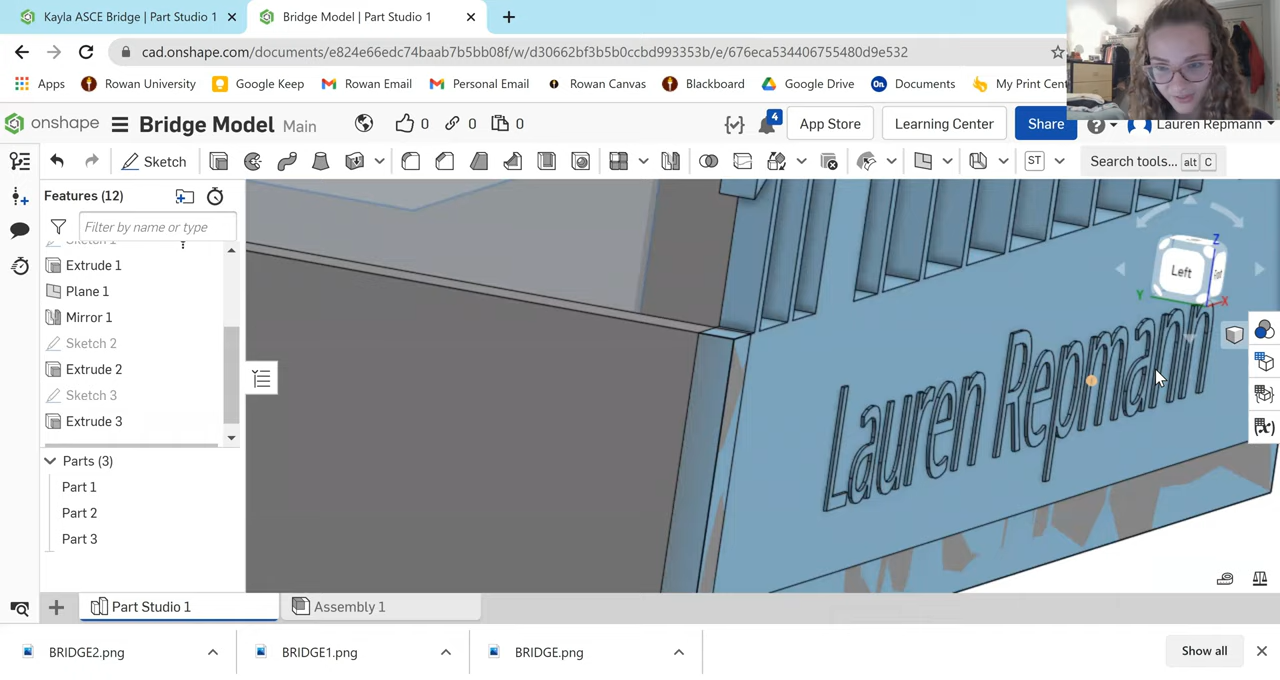 Kayla ASCE Bridge | Part Studio 1
Bridge Model | Part Studio 1
cad.onshape.com/documents/e824e66edc74baab7b5bb08f/w/d30662bf3b5b0ccbd993353b/e/676eca534406755480d9e532
Apps
Rowan University
Google Keep
Rowan Email
Personal Email
Rowan Canvas
Blackboard
Google Drive
Documents
My Print Cen
onshape
Bridge Model
Main
0
0
0
4
App Store
Learning Center
Share
Lauren Repmann
Sketch
ST
Search tools...
alt
C
Features (12)
Filter by name or type
Sketch 1
Extrude 1
Plane 1
Mirror 1
Sketch 2
Extrude 2
Sketch 3
Extrude 3
Parts (3)
Part 1
Part 2
Part 3
Lauren Repmann
Left
Z
Y
X
Part Studio 1
Assembly 1
BRIDGE2.png
BRIDGE1.png
BRIDGE.png
Show all